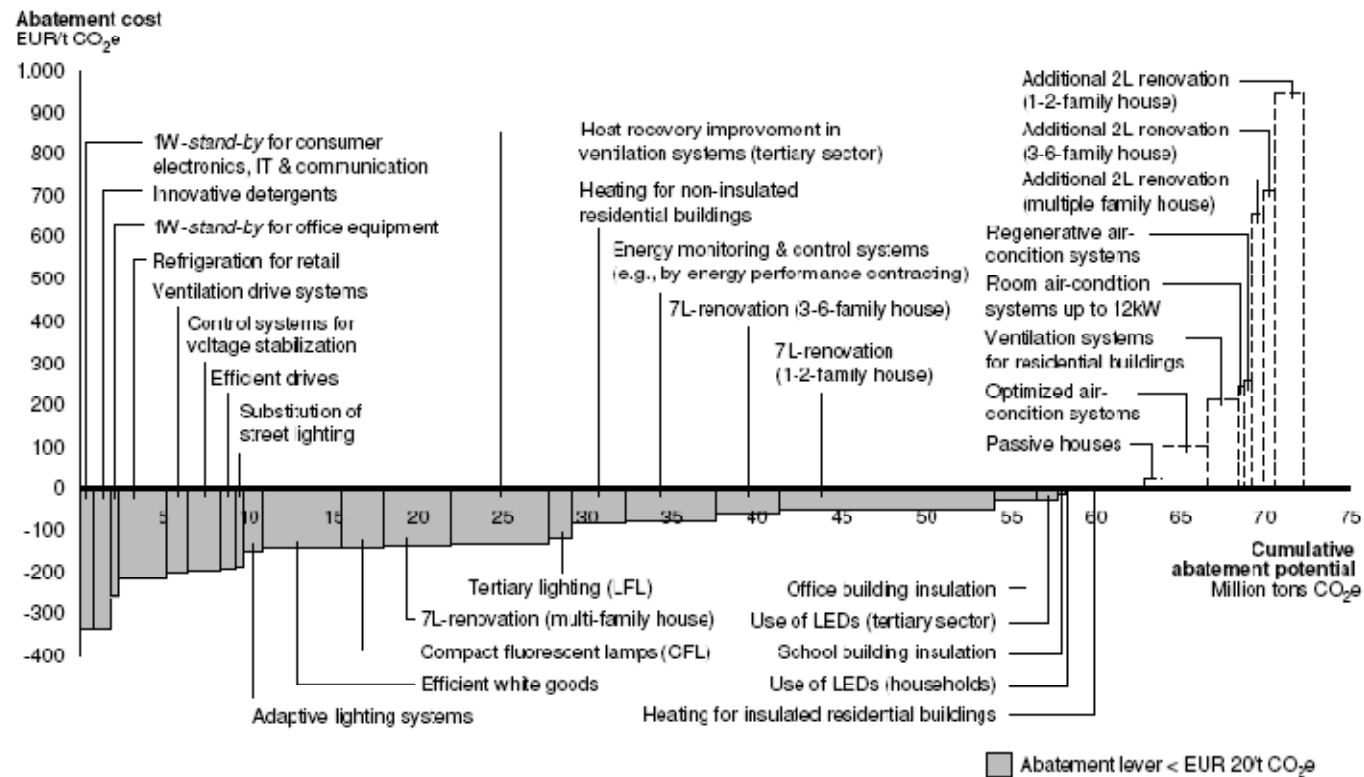 Abatement cost
EUR/t CO2e
1.000
900
800
700
600
500
400
300
200
100
0
-100
-200
-300
-400
1W-stand-by for consumer
electronics, IT & communication
Innovative detergents
1W-stand-by for office equipment
Refrigeration for retail
Ventilation drive systems
Control systems for
voltage stabilization
Efficient drives
Substitution of
street lighting
Heat recovery improvement in
ventilation systems (tertiary sector)
Heating for non-insulated
residential buildings
Energy monitoring & control systems
(e.g., by energy performance contracting)
7L-renovation (3-6-family house)
7L-renovation
(1-2-family house)
Additional 2L renovation
(1-2-family house)
Additional 2L renovation
(3-6-family house)
Additional 2L renovation
(multiple family house)
Regenerative air-
condition systems
Room air-condtion
systems up to 12kW
Ventilation systems
for residential buildings
Optimized air-
condition systems
Passive houses
5 10 15 20 25 30 35 40 45 50 55 60 65 70 75
Cumulative
abatement potential
Million tons CO2e
Tertiary lighting (LFL)
7L-renovation (multi-family house)
Compact fluorescent lamps (CFL)
Efficient white goods
Adaptive lighting systems
Office building insulation
Use of LEDs (tertiary sector)
School building insulation
Use of LEDs (households)
Heating for insulated residential buildings
Abatement lever < EUR 20/t CO2e